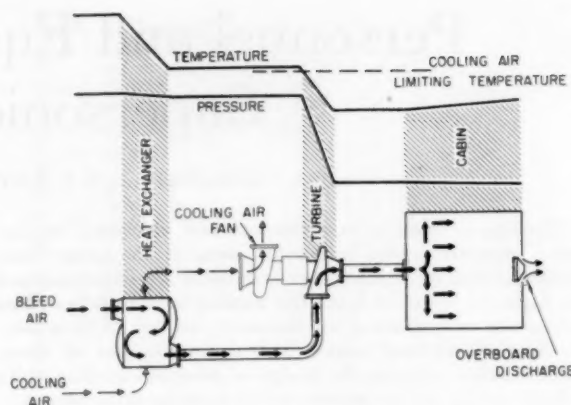 TEMPERATURE
COOLING AIR
LIMITING TEMPERATURE
PRESSURE
HEAT EXCHANGER
TURBINE
CABIN
COOLING AIR
FAN
BLEED
AIR
COOLING
AIR
OVERBOARD
DISCHARGE